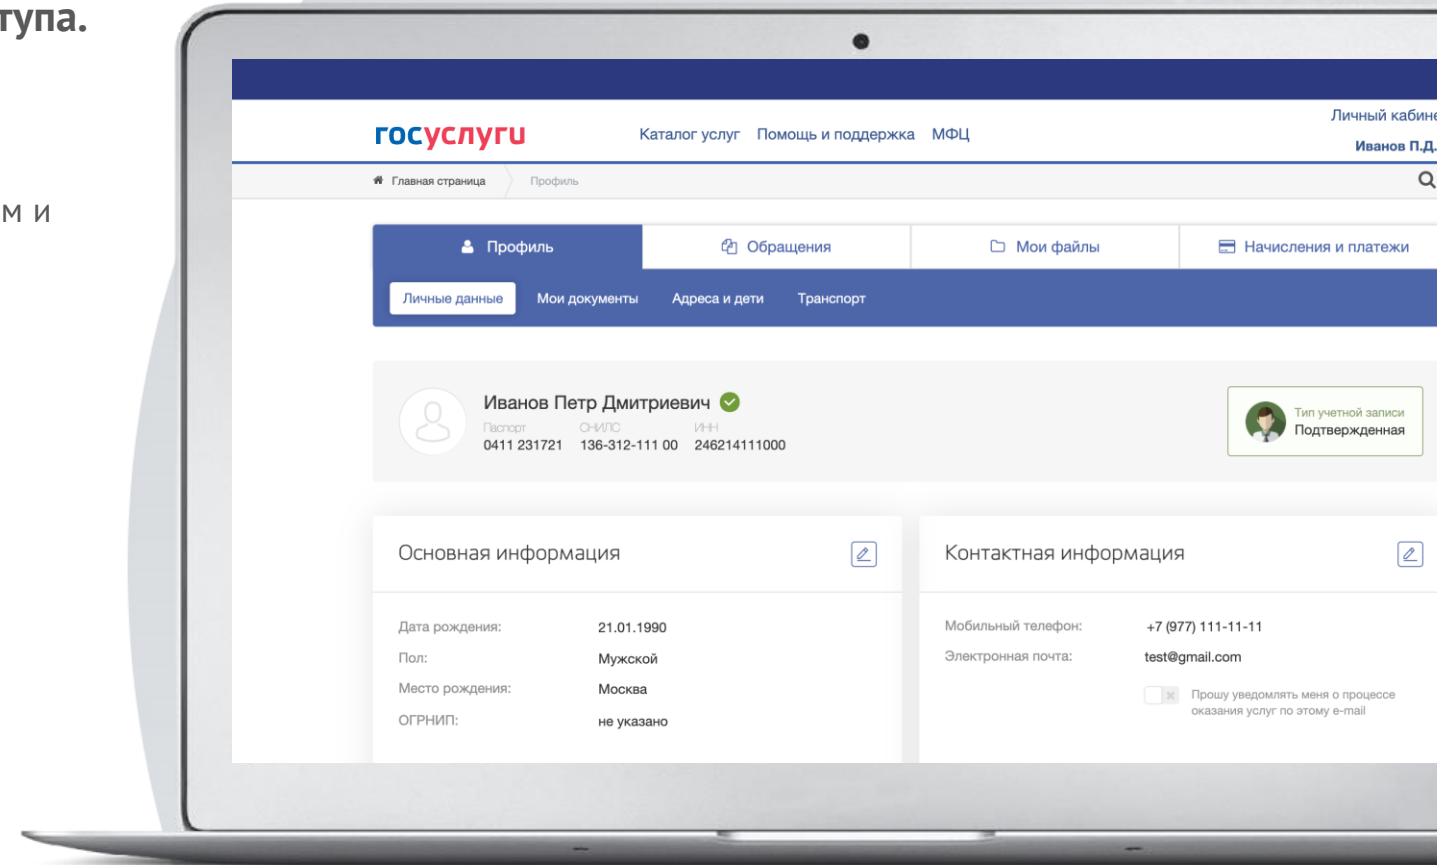 тупа.
м и
госуслуги
Каталог услуг Помощь и поддержка МФЦ
Личный кабине
Иванов П.Д.
Главная страница Профиль
Профиль Обращения Мои файлы Начисления и платежи
Личные данные Мои документы Адреса и дети Транспорт
Иванов Петр Дмитриевич
Паспорт СНИЛС ИНН
0411 231721 136-312-111 00 246214111000
Тип учетной записи
Подтвержденная
Основная информация
Дата рождения: 21.01.1990
Пол: Мужской
Место рождения: Москва
ОГРНИП: не указано
Контактная информация
Мобильный телефон: +7 (977) 111-11-11
Электронная почта: test@gmail.com
Прошу уведомлять меня о процессе
оказания услуг по этому e-mail